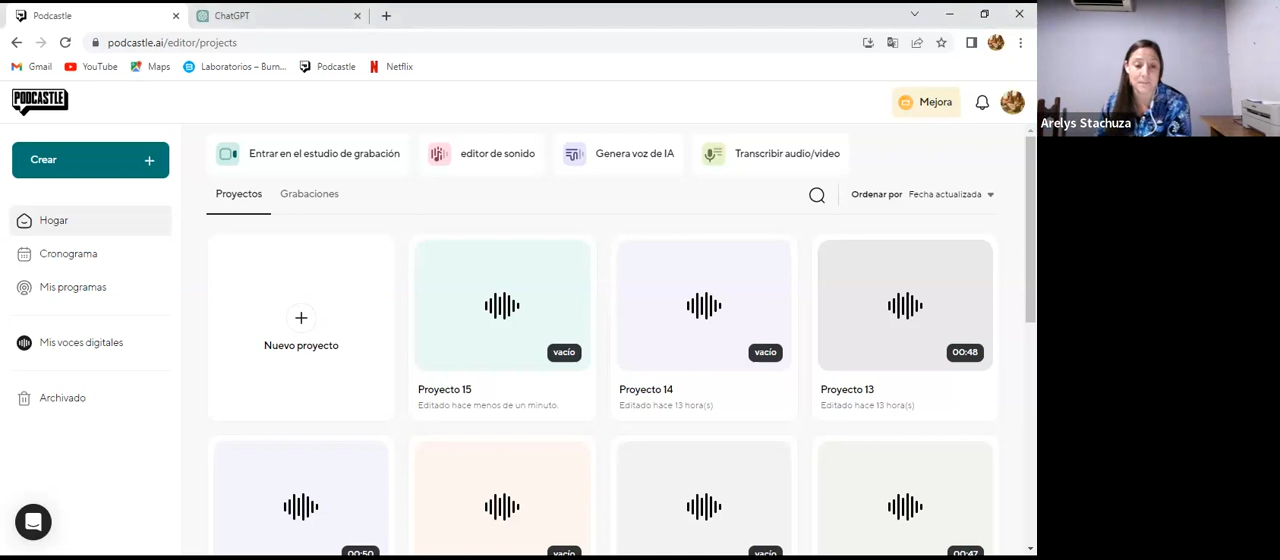 Podcastle
ChatGPT
podcastle.ai/editor/projects
Gmail
YouTube
Maps
Laboratorios – Burn...
Podcastle
Netflix
PODCASTLE
Mejora
Crear
Hogar
Cronograma
Mis programas
Mis voces digitales
Archivado
Entrar en el estudio de grabación
editor de sonido
Genera voz de IA
Transcribir audio/video
Proyectos
Grabaciones
Ordenar por Fecha actualizada
Nuevo proyecto
vacío
Proyecto 15
Editado hace menos de un minuto.
vacío
Proyecto 14
Editado hace 13 hora(s)
00:48
Proyecto 13
Editado hace 13 hora(s)
00:50
vacío
vacío
00:47
Arelys Stachuza